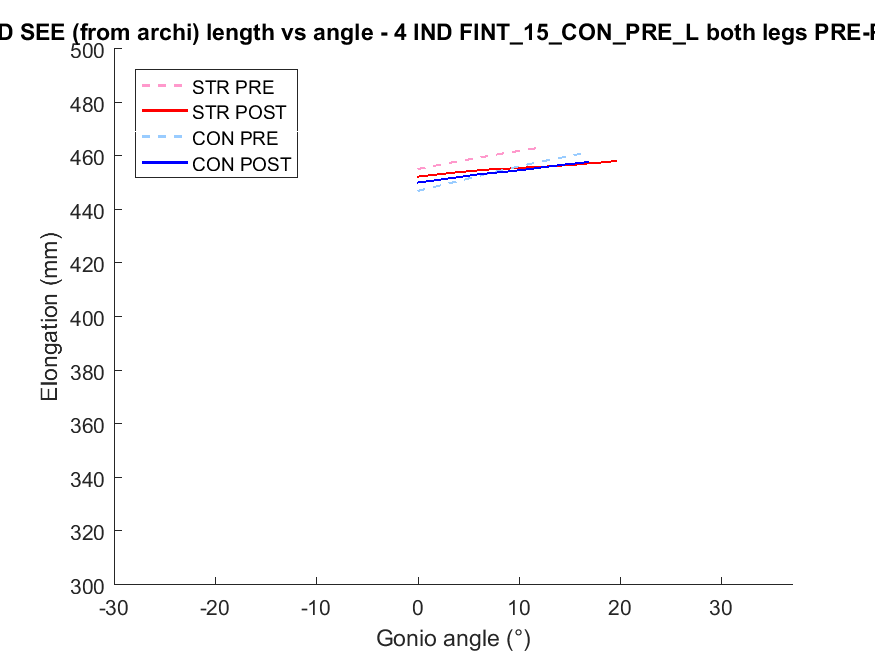 D SEE (from archi) length vs angle - 4 IND FINT_15_CON_PRE_L both legs PRE-P
500
480
460
440
420
400
380
360
340
320
300
Elongation (mm)
STR PRE
STR POST
CON PRE
CON POST
-30
-20
-10
0
10
20
30
Gonio angle (°)